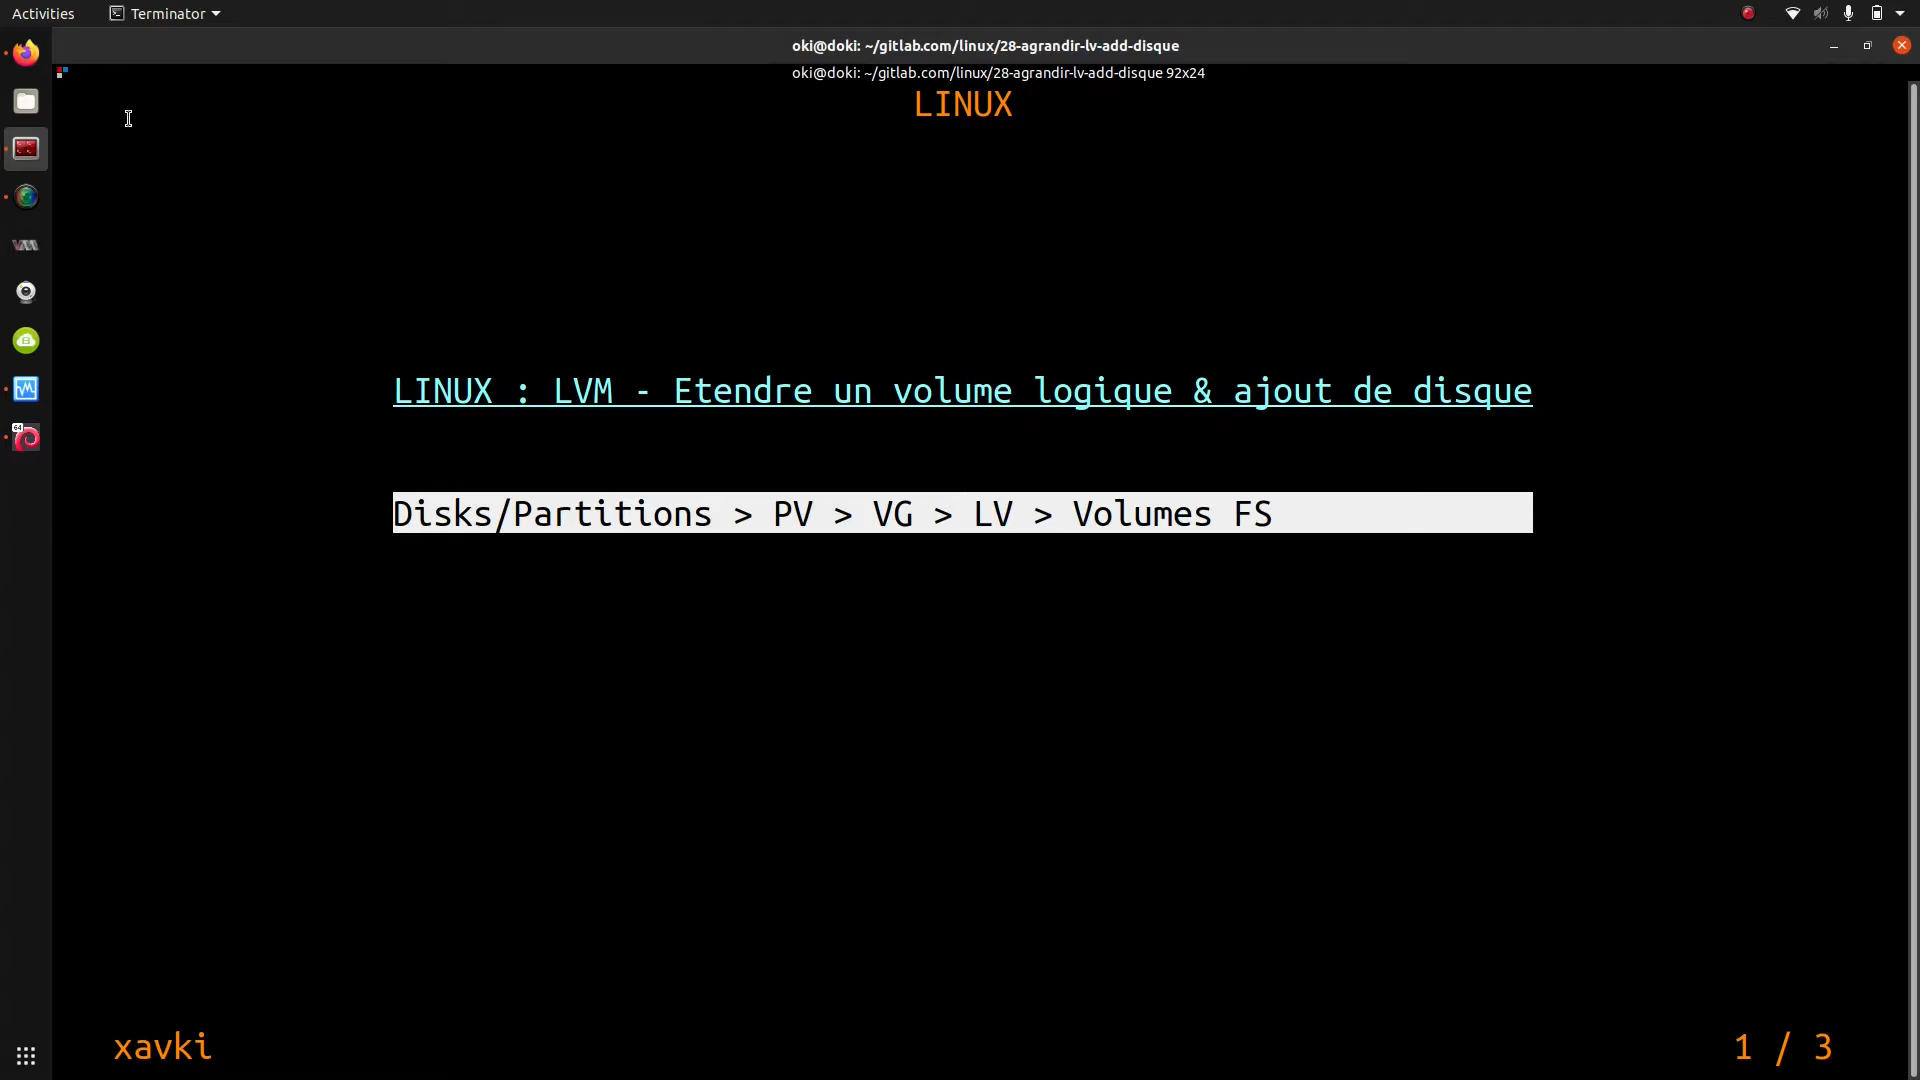 Activities
Terminator
oki@doki: ~/gitlab.com/linux/28-agrandir-lv-add-disque
oki@doki: ~/gitlab.com/linux/28-agrandir-lv-add-disque 92x24
LINUX
LINUX : LVM - Etendre un volume logique & ajout de disque
Disks/Partitions > PV > VG > LV > Volumes FS
64
xavki
1 / 3